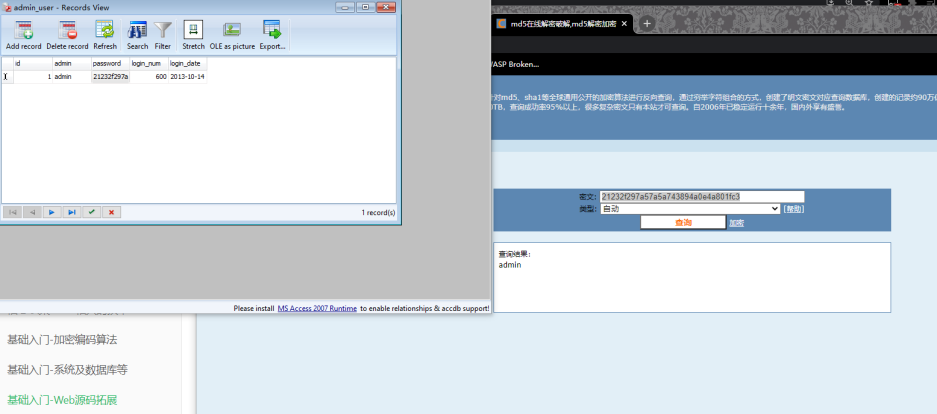 admin_user - Records View
Add record Delete record Refresh Search Filter Stretch OLE as picture Export...
id admin password login_num login_date
1 admin 21232f297a 600 2013-10-14
1 record(s)
Please install MS Access 2007 Runtime to enable relationships & accdb support!
基础入门-加密编码算法
基础入门-系统及数据库等
基础入门-Web源码拓展
md5在线解密破解,md5解密加密
/ASP Broken...
对md5、sha1等全球通用公开的加密算法进行反向查询，通过穷举字符组合的方式，创建了明文密文对应查询数据库，创建的记录约90万亿
TB，查询成功率95%以上，很多复杂密文只有本站才可查询。自2006年已稳定运行十余年，国内外享有盛誉。
密文: 21232f297a57a5a743894a0e4a801fc3
类型: 自动 [帮助]
查询 加密
查询结果:
admin